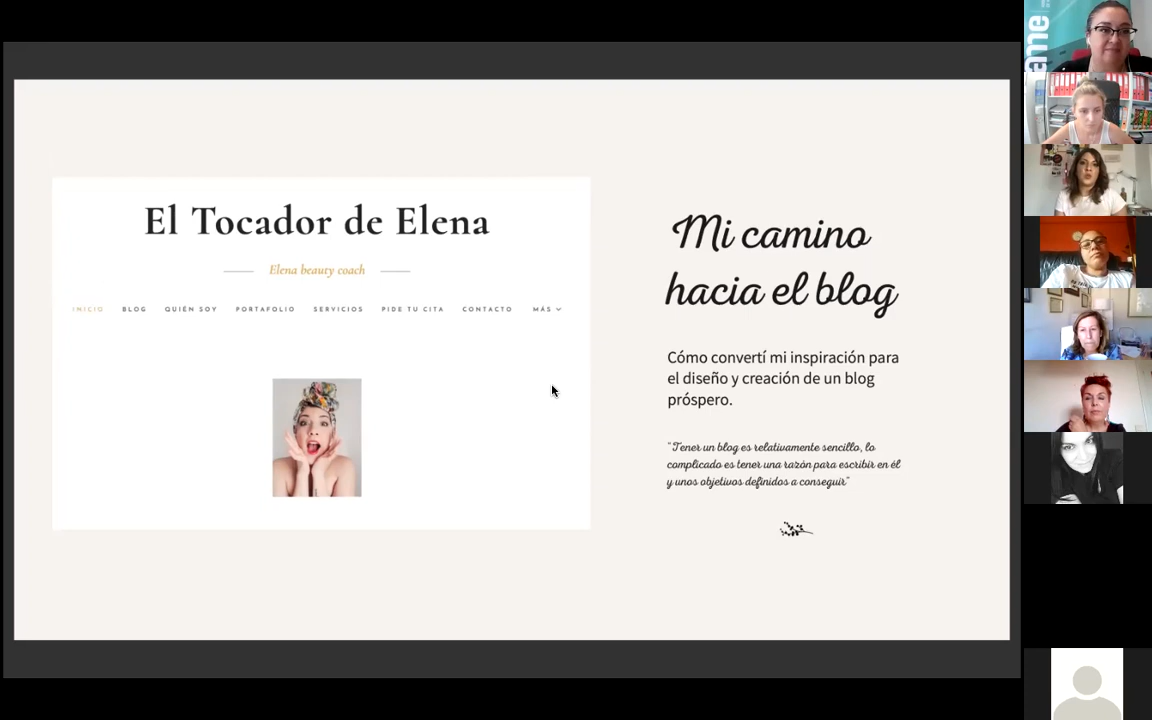 El Tocador de Elena
Elena beauty coach
INICIO BLOG QUIÉN SOY PORTAFOLIO SERVICIOS PIDE TU CITA CONTACTO MÁS
Mi camino
hacia el blog
Cómo convertí mi inspiración para
el diseño y creación de un blog
próspero.
"Tener un blog es relativamente sencillo, lo
complicado es tener una razón para escribir en él
y unos objetivos definidos a conseguir"
ame